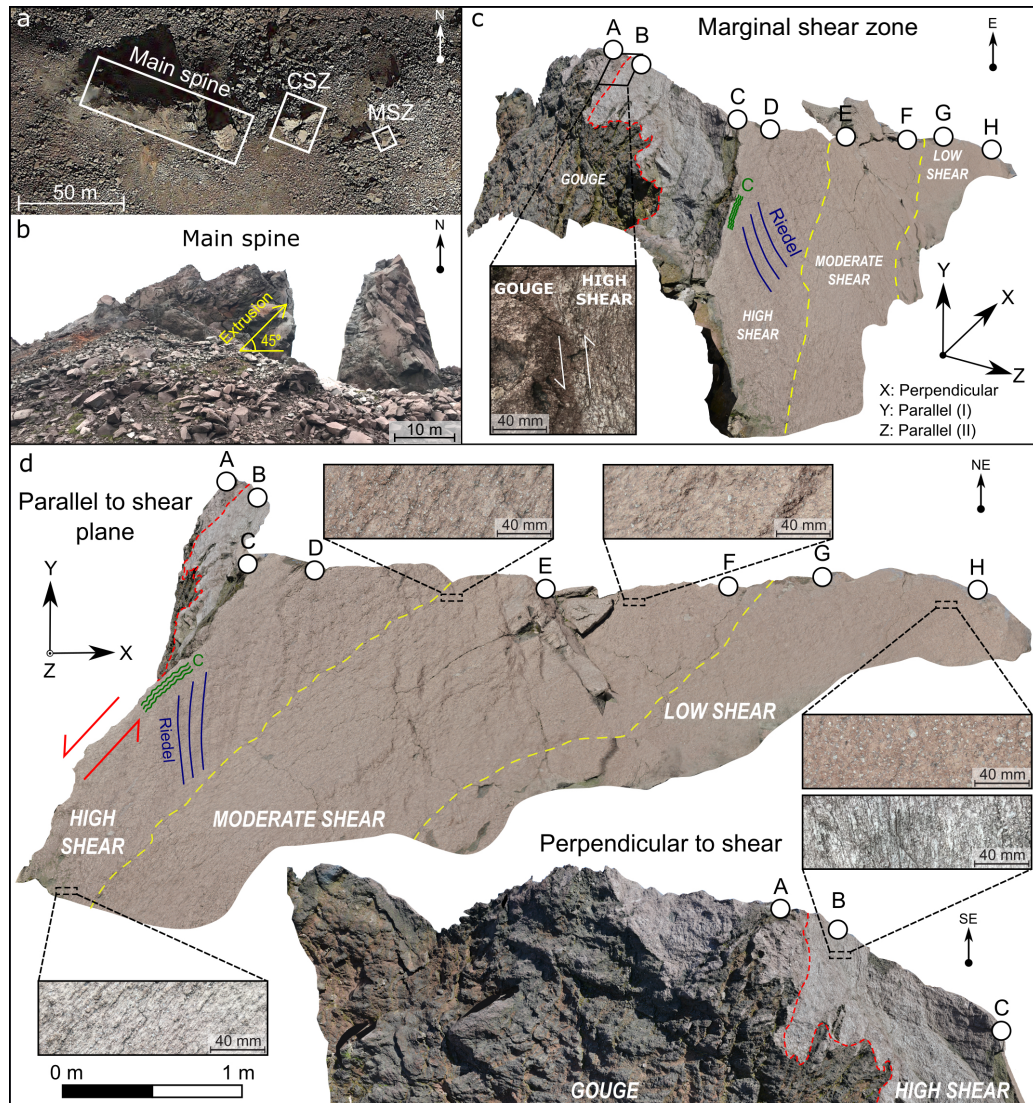 a
N
Main spine
CSZ
MSZ
50 m
b
Main spine
N
Extrusion
45°
10 m
c
Marginal shear zone
E
A
B
C
D
E
F
G
H
GOUGE
LOW
SHEAR
C
Riedel
MODERATE
SHEAR
HIGH
SHEAR
GOUGE
HIGH
SHEAR
40 mm
Y
X
Z
X: Perpendicular
Y: Parallel (I)
Z: Parallel (II)
d
Parallel to shear
plane
A
B
C
D
E
F
G
H
NE
40 mm
40 mm
Y
X
Z
C
Riedel
HIGH
SHEAR
MODERATE SHEAR
LOW SHEAR
40 mm
40 mm
40 mm
0 m
1 m
Perpendicular to shear
A
B
C
SE
GOUGE
HIGH SHEAR